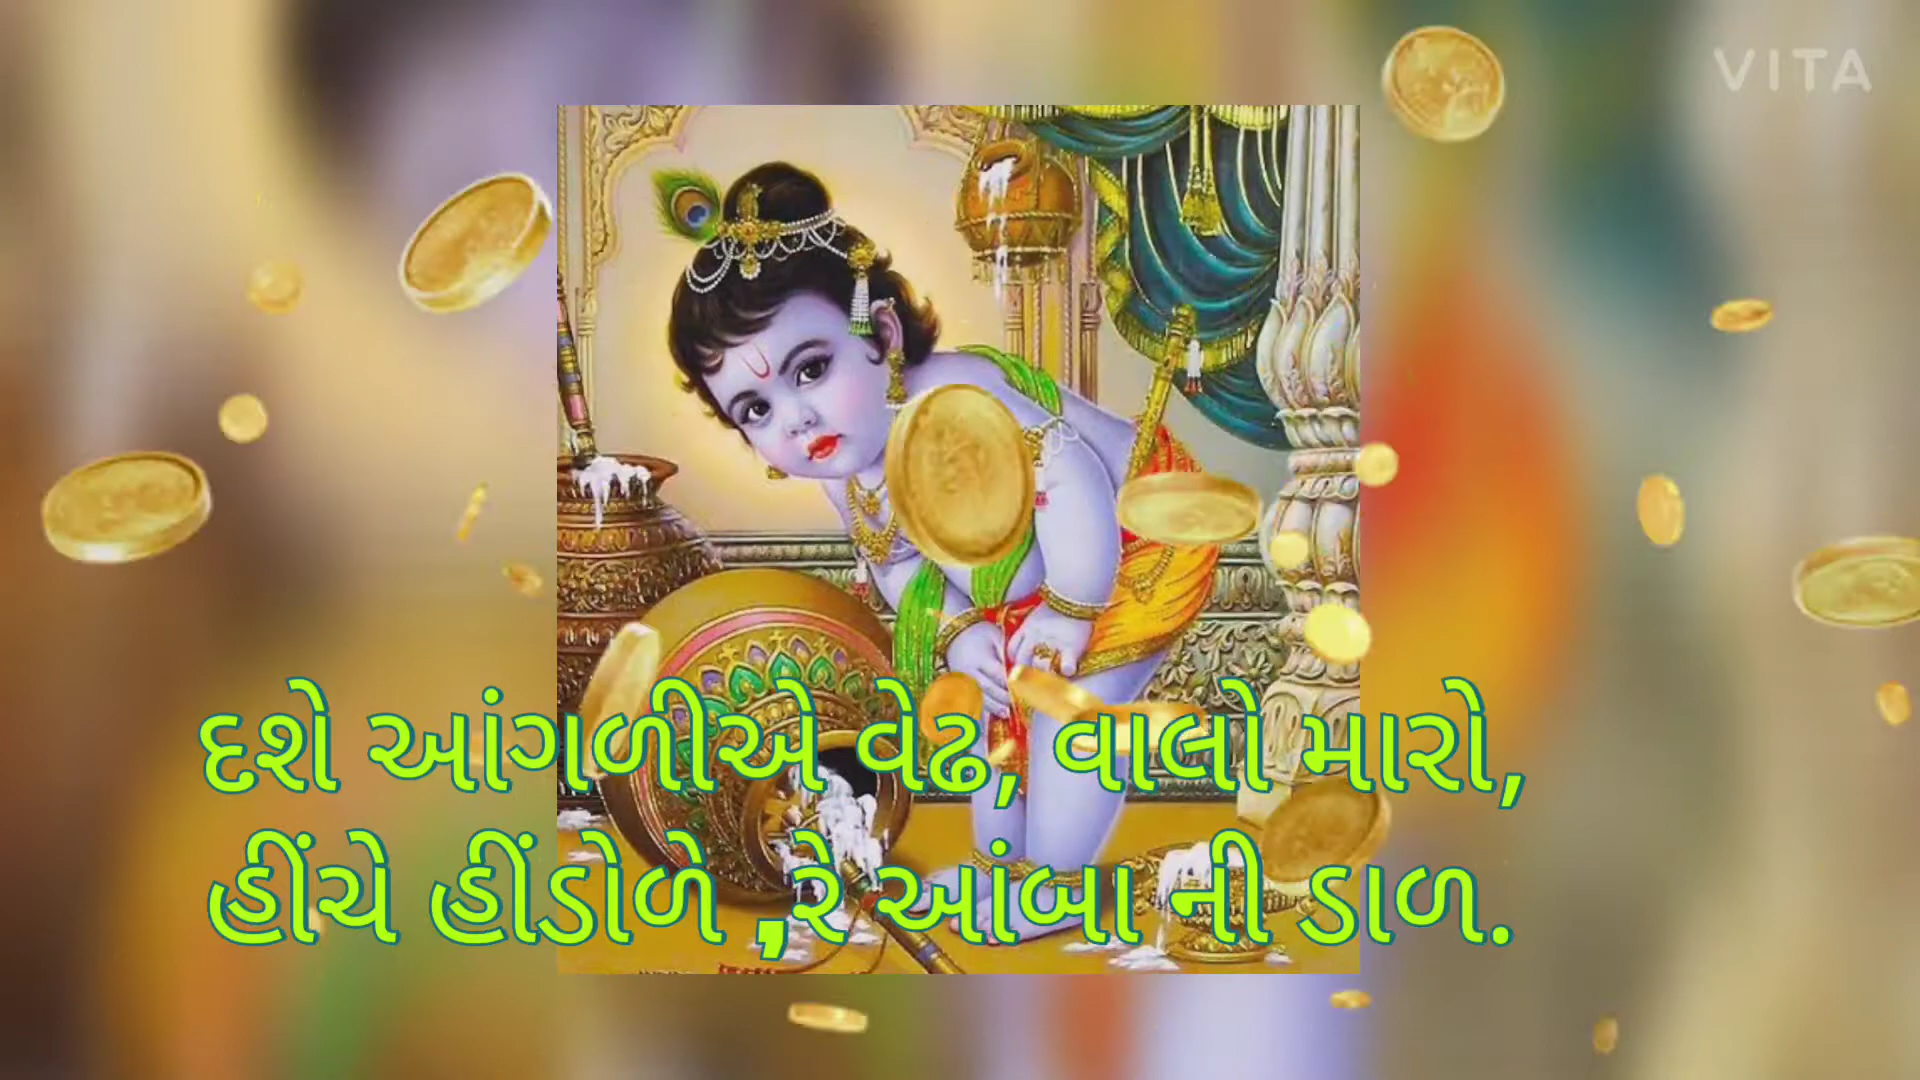 VITA
દશે આંગળીએ વેઢ, વાલો મારો,
હીંચે હીંડોળે ,રે આંબા ની ડાળ.